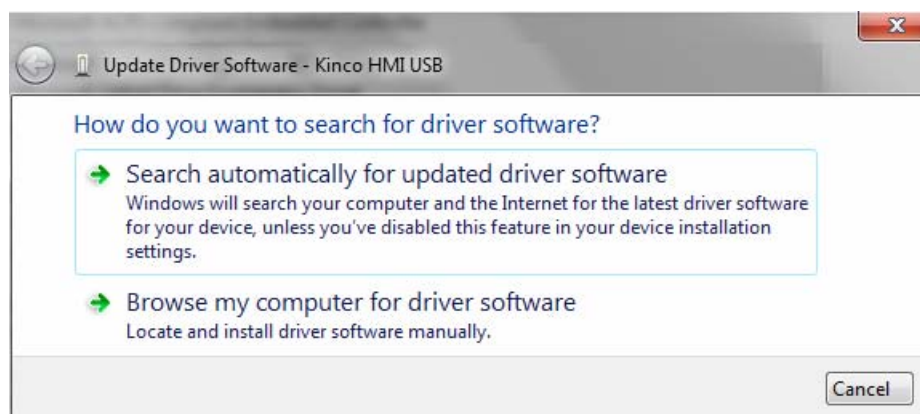 Update Driver Software - Kinco HMI USB
How do you want to search for driver software?
Search automatically for updated driver software
Windows will search your computer and the Internet for the latest driver software
for your device, unless you've disabled this feature in your device installation
settings.
Browse my computer for driver software
Locate and install driver software manually.
Cancel